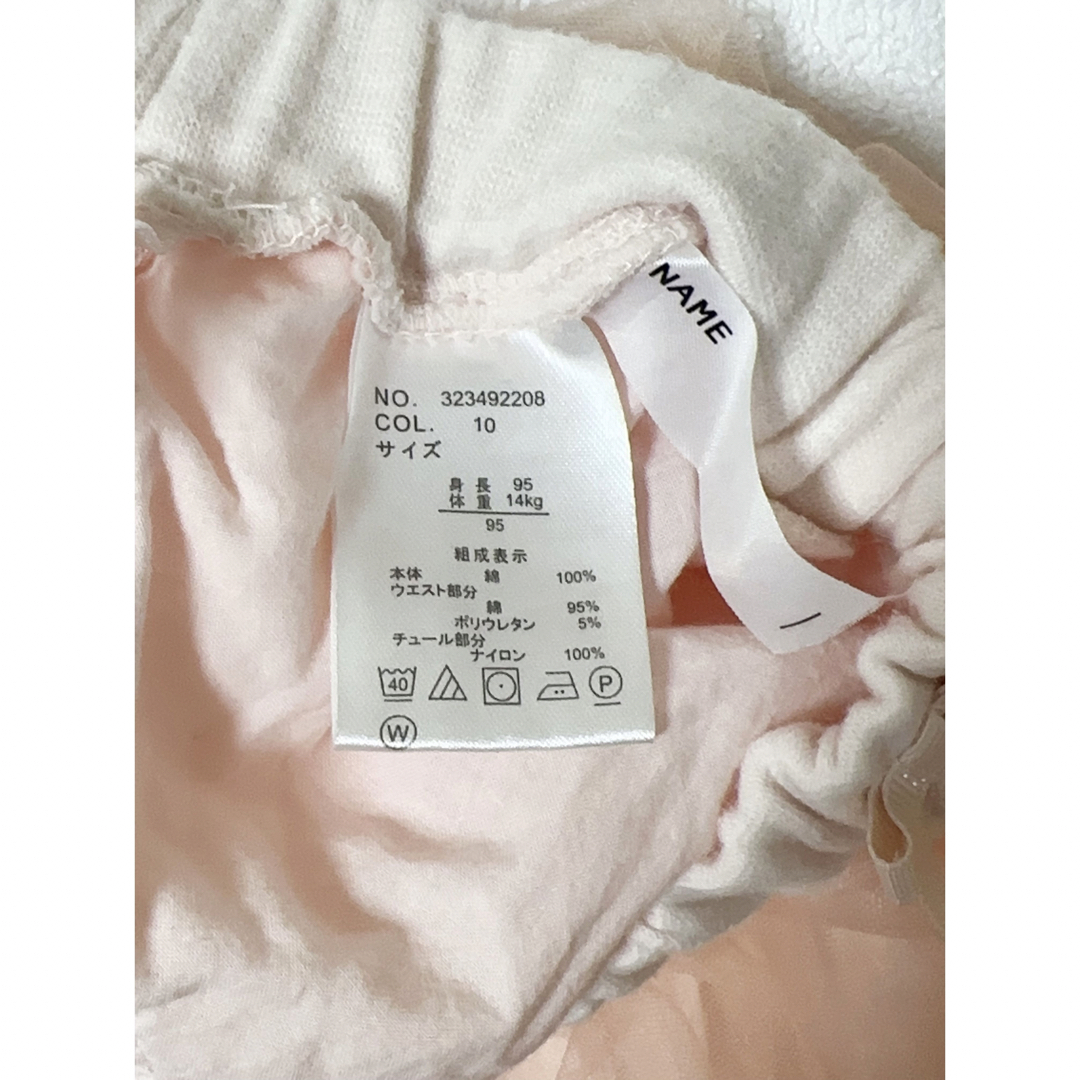 NAME
NO. 323492208
COL. 10
サイズ
身長 95
体重 14kg
95
組成表示
本体 綿 100%
ウエスト部分
綿 95%
ポリウレタン 5%
チュール部分
ナイロン 100%
40 P
W